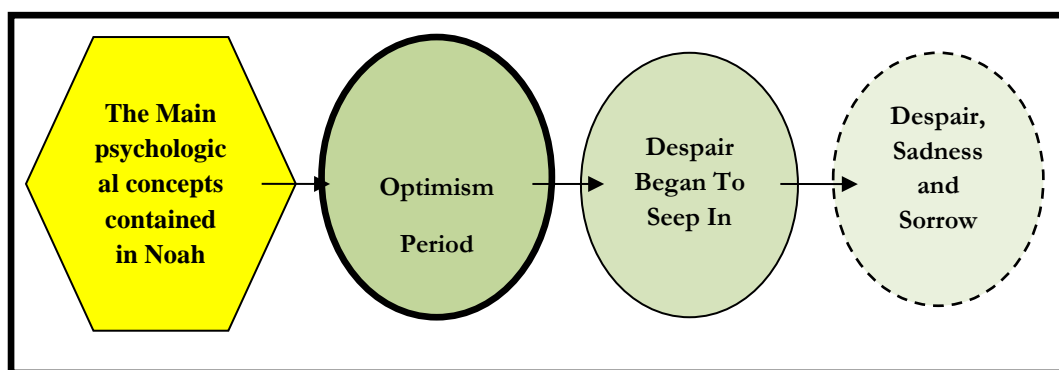 The Main
psychologic
al concepts
contained
in Noah
Optimism
Period
Despair
Began To
Seep In
Despair,
Sadness
and
Sorrow